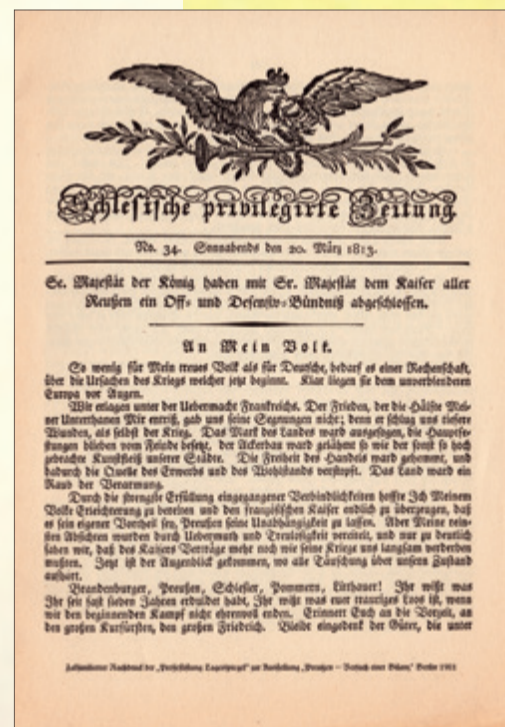 Schlesische privilegirte Zeitung
No. 34. Sonnabends den 20. März 1813.
Se. Majestät der König haben mit Sr. Majestät dem Kaiser aller
Reußen ein Off- und Defensiv-Bündniß abgeschlossen.
An Mein Volk.
So wenig für Mein treues Volk als für Deutsche, bedarf es einer Rechenschaft,
über die Ursachen des Kriegs welcher jetzt beginnt. Klar liegen sie dem unverblendeten
Europa vor Augen.
Wir erlagen unter der Uebermacht Frankreichs. Der Frieden, der die Hälfte Mei-
ner Unterthanen Mir entriß, gab uns seine Segnungen nicht; denn er schlug uns tiefere
Wunden, als selbst der Krieg. Das Mark des Landes ward ausgesogen, die Hauptfe-
stungen blieben vom Feinde besetzt, der Ackerbau ward gelähmt so wie der sonst so hoch
gebrachte Kunstfleiß unserer Städte. Die Freiheit des Handels ward gehemmt, und
dadurch die Quelle des Erwerbs und des Wohlstands verstopft. Das Land ward ein
Raub der Verarmung.
Durch die strengste Erfüllung eingegangener Verbindlichkeiten hoffte Ich Meinem
Volke Erleichterung zu bereiten und den französischen Kaiser endlich zu überzeugen, daß
es sein eigener Vortheil sey, Preußen seine Unabhängigkeit zu lassen. Aber Meine rein-
sten Absichten wurden durch Uebermuth und Treulosigkeit vereitelt, und nur zu deutlich
sahen wir, daß des Kaisers Verträge mehr noch wie seine Kriege uns langsam verderben
mußten. Jetzt ist der Augenblick gekommen, wo alle Täuschung über unsern Zustand
aufhört.
Brandenburger, Preußen, Schlesier, Pommern, Litthauer! Ihr wißt was
Ihr seit fast sieben Jahren erduldet habt, Ihr wißt was euer trauriges Loos ist, wenn
wir den beginnenden Kampf nicht ehrenvoll enden. Erinnert Euch an die Vorzeit, an
den großen Kurfürsten, den großen Friedrich. Bleibt eingedenk der Güter, die unter
Nachdruck der zur Ausstellung „Preußen – Versuch einer Bilanz" Berlin 1981